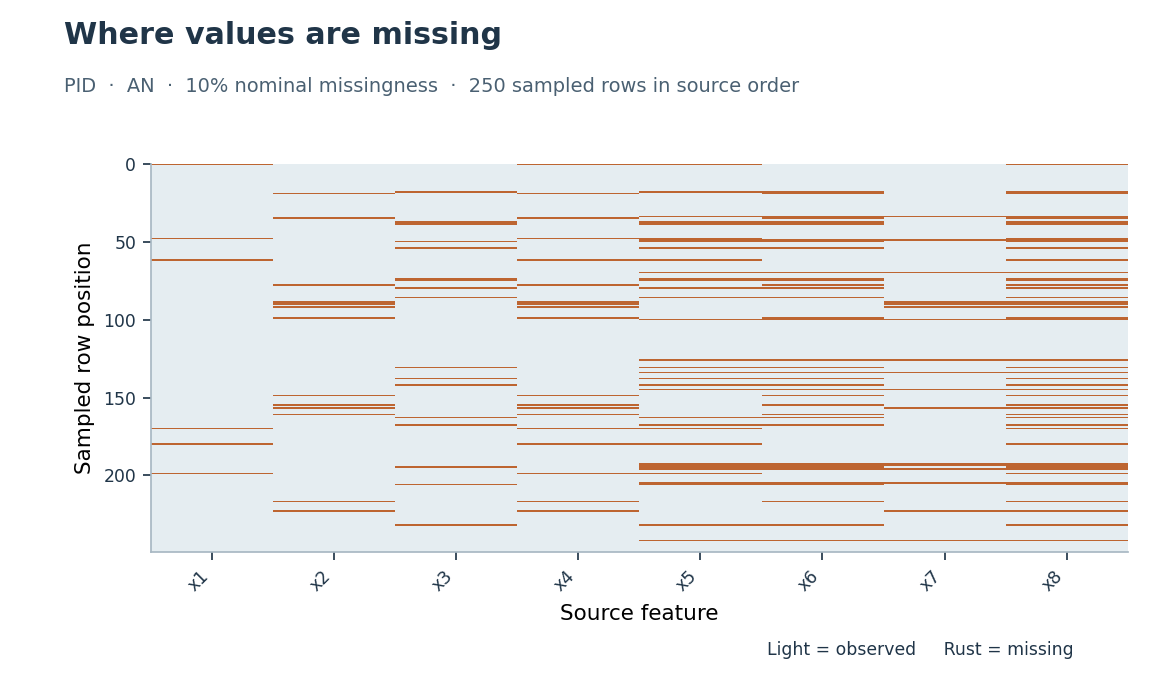 Where values are missing
PID · AN · 10% nominal missingness · 250 sampled rows in source order
0
50
100
150
200
Sampled row position
x1 x2 x3 x4 x5 x6 x7 x8
Source feature
Light = observed Rust = missing